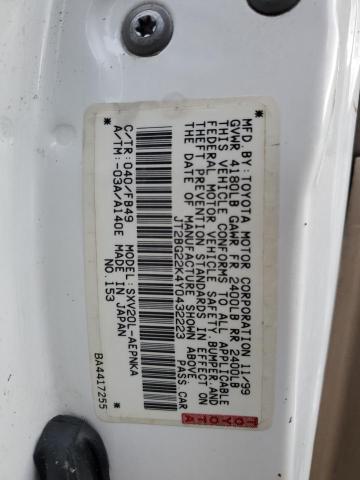 MFD.BY:TOYOTA MOTOR CORPORATION 11/99
GVWR 4180LB GAWR FR 2400LB RR 2400LB
THIS VEHICLE CONFORMS TO ALL APPLICABLE
FEDERAL MOTOR VEHICLE SAFETY,BUMPER,AND
THEFT PREVENTION STANDARDS IN EFFECT ON
THE DATE OF MANUFACTURE SHOWN ABOVE.
JT2BG22K4Y0432223 PASS.CAR
C/TR:040/FB49 MODEL:SXV20L-AEPNKA
A/TM:-03A/A140E MADE IN JAPAN
NO.153
BA4417255
TOYOTA